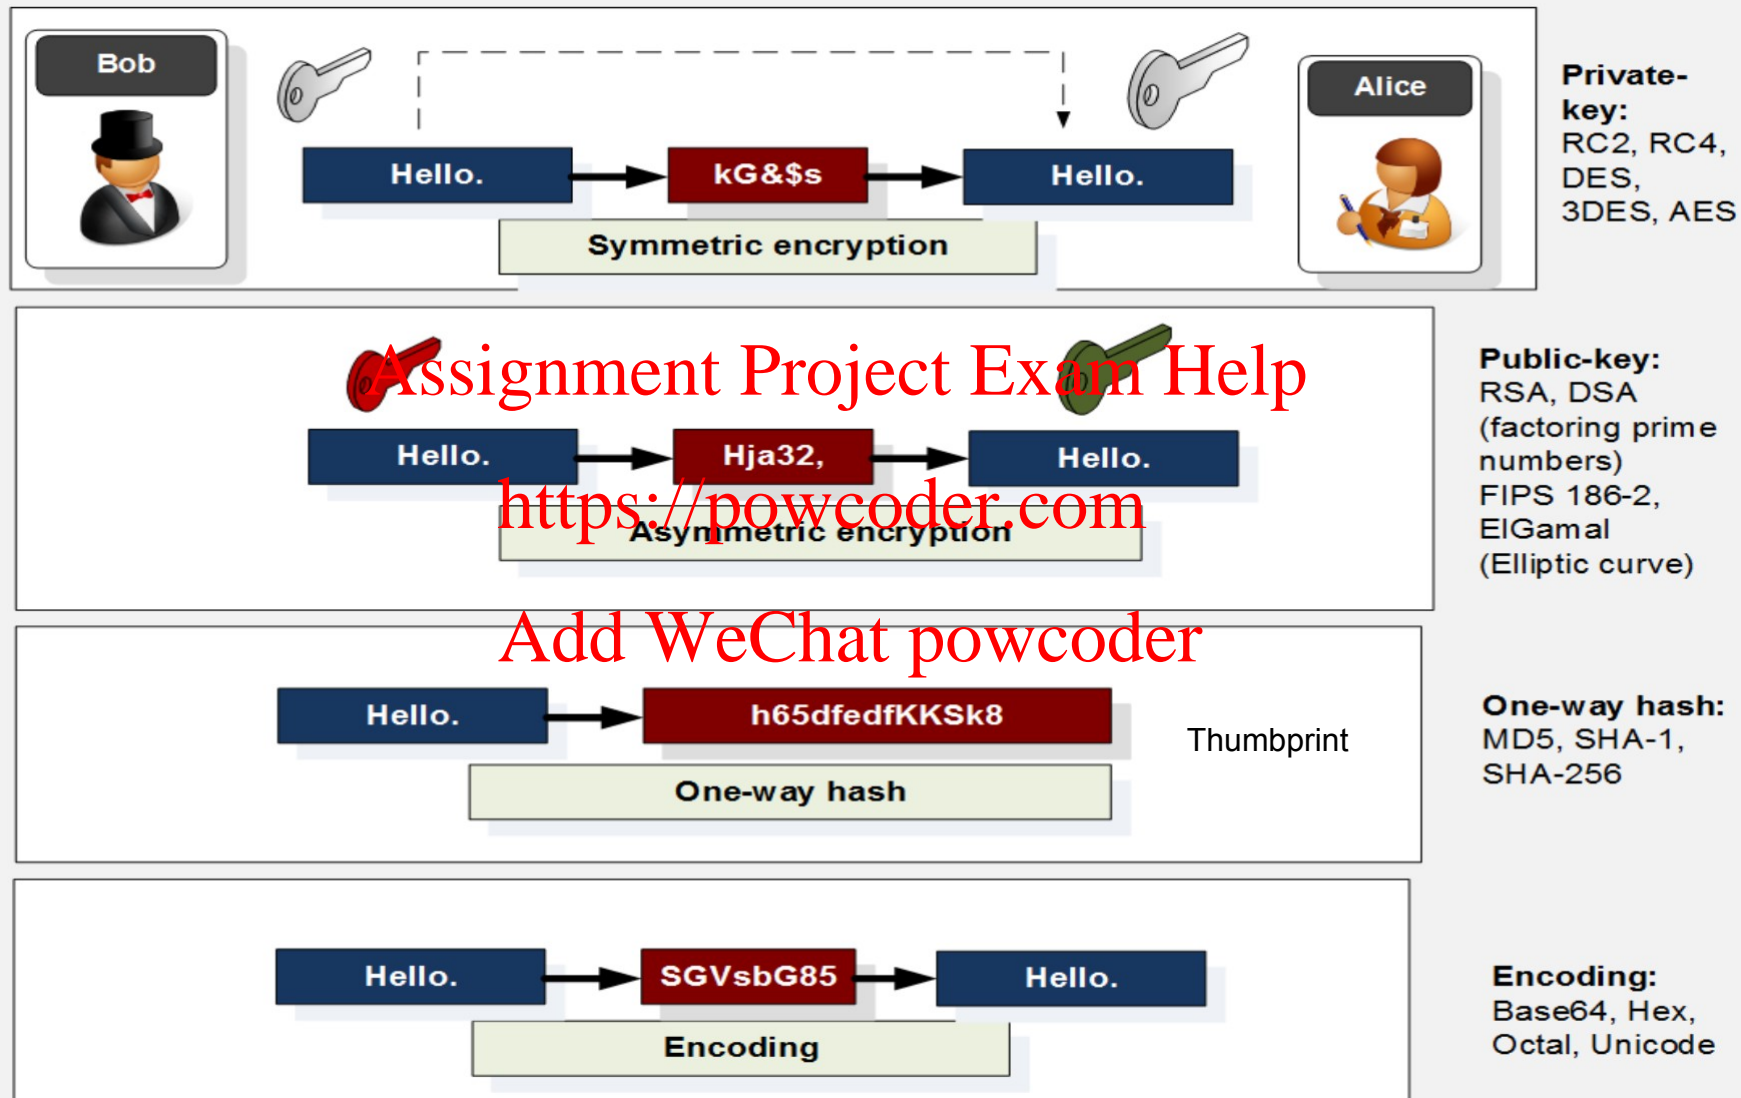 Bob
Alice
Hello.
kG&$s
Hello.
Symmetric encryption
Private-
key:
RC2, RC4,
DES,
3DES, AES
Assignment Project Exam Help
Hello.
Hja32,
Hello.
https://powcoder.com
Asymmetric encryption
Public-key:
RSA, DSA
(factoring prime
numbers)
FIPS 186-2,
ElGamal
(Elliptic curve)
Add WeChat powcoder
Hello.
h65dfedfKKSk8
Thumbprint
One-way hash
One-way hash:
MD5, SHA-1,
SHA-256
Hello.
SGVsbG85
Hello.
Encoding
Encoding:
Base64, Hex,
Octal, Unicode